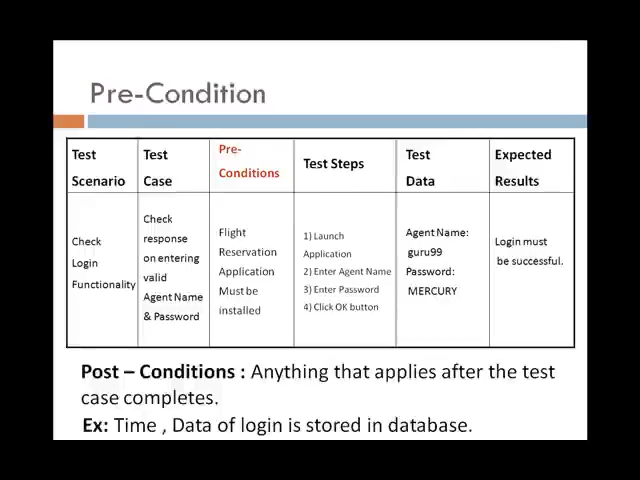 Pre-Condition
Test
Scenario
Test
Case
Pre-
Conditions
Test Steps
Test
Data
Expected
Results
Check
Login
Functionality
Check
response
on entering
valid
Agent Name
& Password
Flight
Reservation
Application
Must be
installed
1) Launch
Application
2) Enter Agent Name
3) Enter Password
4) Click OK button
Agent Name:
guru99
Password:
MERCURY
Login must
be successful.
Post – Conditions : Anything that applies after the test
case completes.
Ex: Time , Data of login is stored in database.